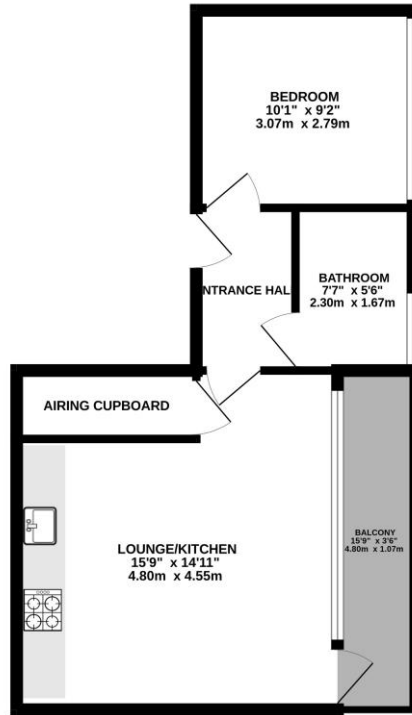 BEDROOM
10'1" x 9'2"
3.07m x 2.79m
NTRANCE HAL
BATHROOM
7'7" x 5'6"
2.30m x 1.67m
AIRING CUPBOARD
BALCONY
15'9" x 3'6"
4.80m x 1.07m
LOUNGE/KITCHEN
15'9" x 14'11"
4.80m x 4.55m